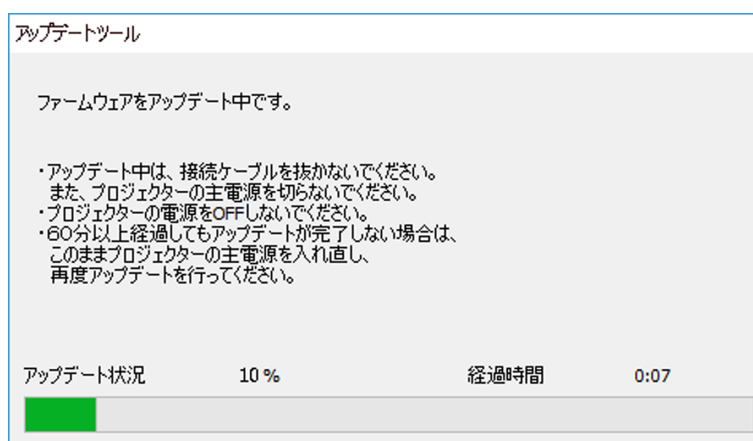 アップデートツール
ファームウェアをアップデート中です。
・アップデート中は、接続ケーブルを抜かないでください。
また、プロジェクターの主電源を切らないでください。
・プロジェクターの電源をOFFしないでください。
・60分以上経過してもアップデートが完了しない場合は、
このままプロジェクターの主電源を入れ直し、
再度アップデートを行ってください。
アップデート状況 10 % 経過時間 0:07